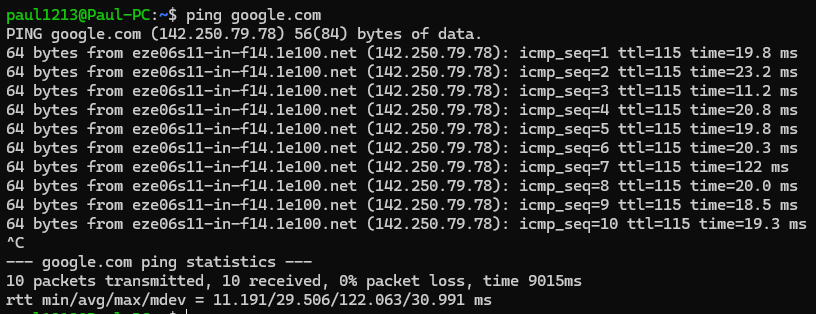 paul1213@Paul-PC:~$ ping google.com
PING google.com (142.250.79.78) 56(84) bytes of data.
64 bytes from eze06s11-in-f14.1e100.net (142.250.79.78): icmp_seq=1 ttl=115 time=19.8 ms
64 bytes from eze06s11-in-f14.1e100.net (142.250.79.78): icmp_seq=2 ttl=115 time=23.2 ms
64 bytes from eze06s11-in-f14.1e100.net (142.250.79.78): icmp_seq=3 ttl=115 time=11.2 ms
64 bytes from eze06s11-in-f14.1e100.net (142.250.79.78): icmp_seq=4 ttl=115 time=20.8 ms
64 bytes from eze06s11-in-f14.1e100.net (142.250.79.78): icmp_seq=5 ttl=115 time=19.8 ms
64 bytes from eze06s11-in-f14.1e100.net (142.250.79.78): icmp_seq=6 ttl=115 time=20.3 ms
64 bytes from eze06s11-in-f14.1e100.net (142.250.79.78): icmp_seq=7 ttl=115 time=122 ms
64 bytes from eze06s11-in-f14.1e100.net (142.250.79.78): icmp_seq=8 ttl=115 time=20.0 ms
64 bytes from eze06s11-in-f14.1e100.net (142.250.79.78): icmp_seq=9 ttl=115 time=18.5 ms
64 bytes from eze06s11-in-f14.1e100.net (142.250.79.78): icmp_seq=10 ttl=115 time=19.3 ms
^C
--- google.com ping statistics ---
10 packets transmitted, 10 received, 0% packet loss, time 9015ms
rtt min/avg/max/mdev = 11.191/29.506/122.063/30.991 ms